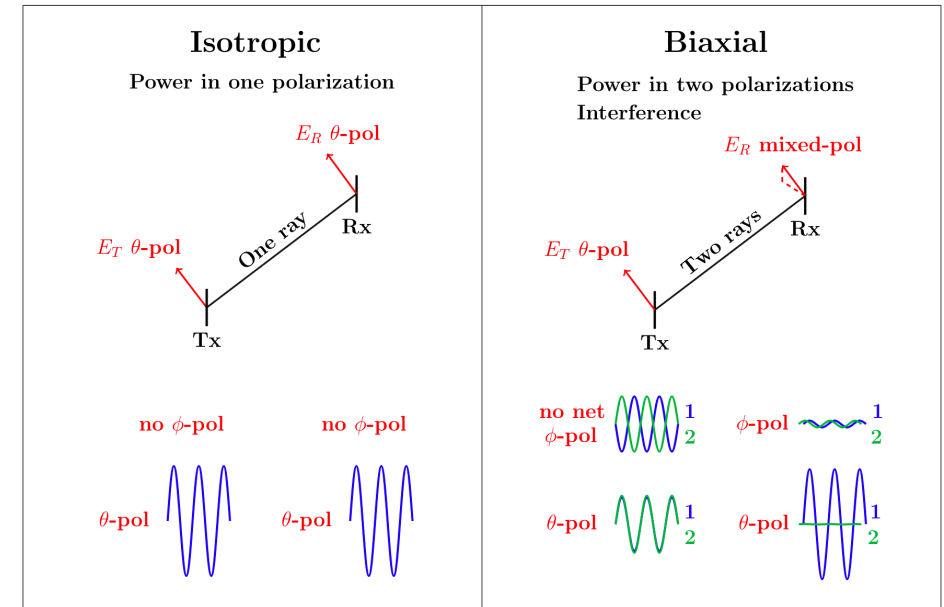 Isotropic
Power in one polarization
E_R θ-pol
One ray
Rx
E_T θ-pol
Tx
no ϕ-pol
no ϕ-pol
θ-pol
θ-pol
Biaxial
Power in two polarizations
Interference
E_R mixed-pol
Two rays
Rx
E_T θ-pol
Tx
no net
ϕ-pol
1
2
ϕ-pol
1
2
θ-pol
1
2
θ-pol
1
2